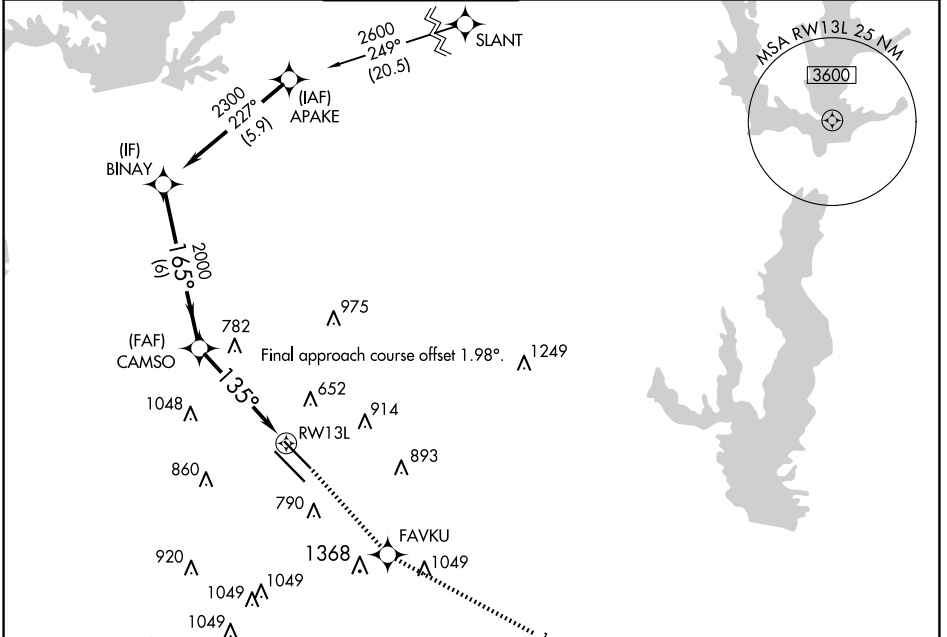 2600
249°
(20.5)
SLANT
MSA RW13L 25 NM
3600
2300
227°
(5.9)
(IAF)
APAKE
(IF)
BINAY
2000
165°
(6)
975
782
(FAF)
CAMSO
Final approach course offset 1.98°.
1249
135°
652
1048
914
RW13L
893
860
790
FAVKU
1368
1049
920
1049
1049
1049